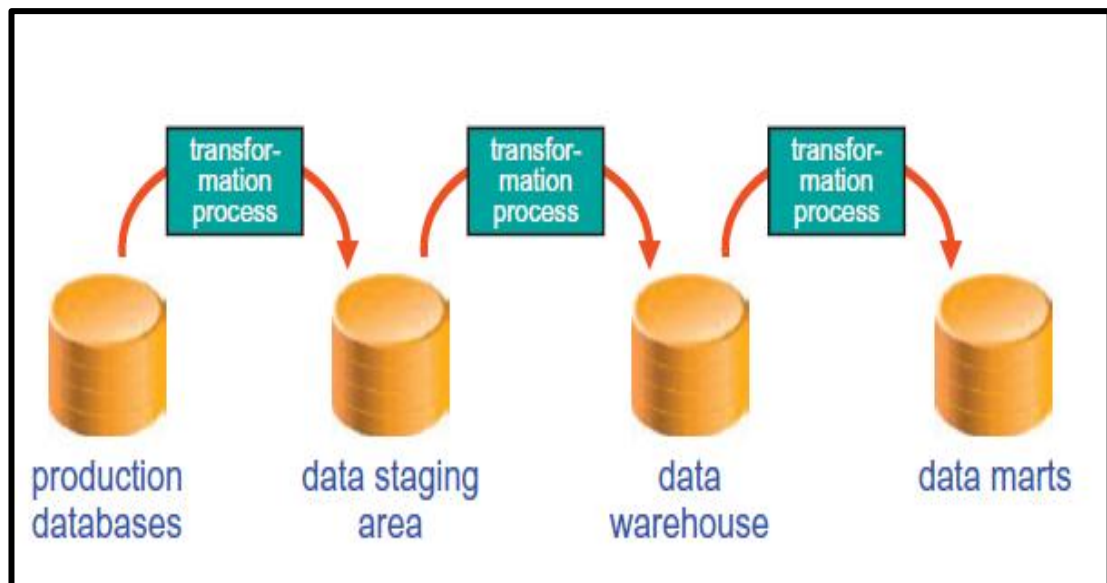 transfor-
mation
process
transfor-
mation
process
transfor-
mation
process
production
databases
data staging
area
data
warehouse
data marts